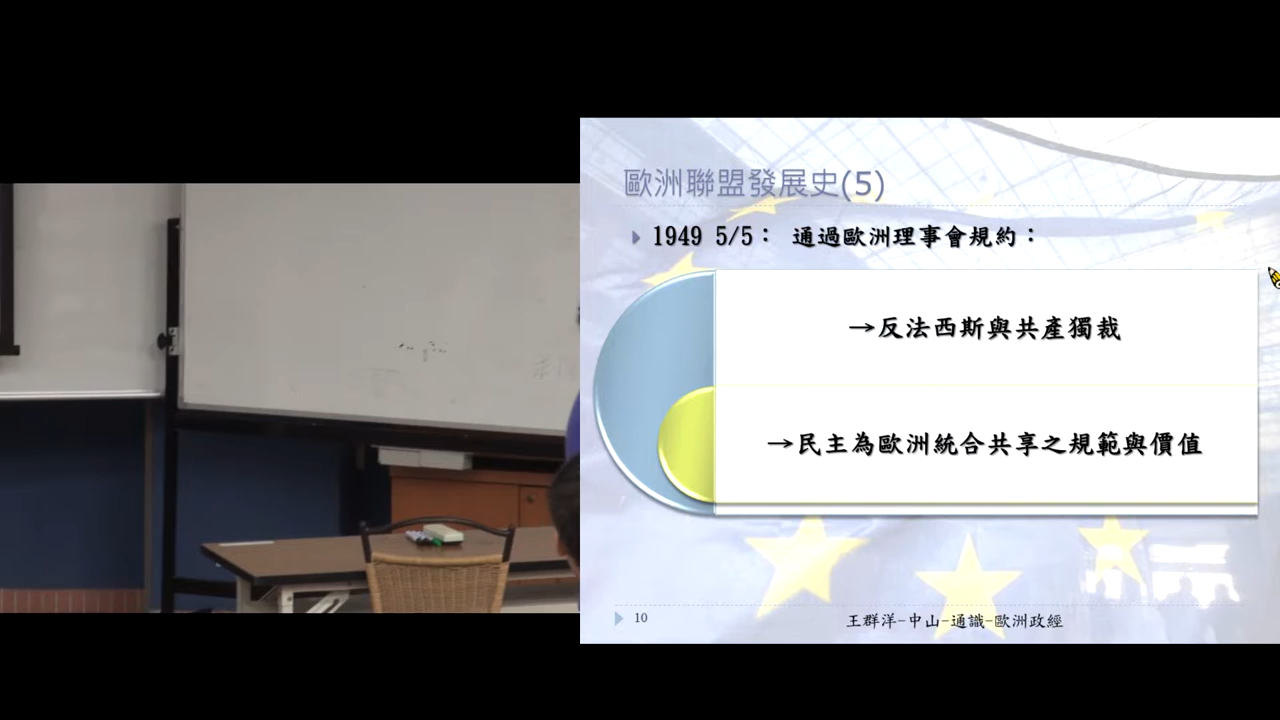 歐洲聯盟發展史(5)
1949 5/5： 通過歐洲理事會規約：
→反法西斯與共產獨裁
→民主為歐洲統合共享之規範與價值
10
王群洋-中山-通識-歐洲政經